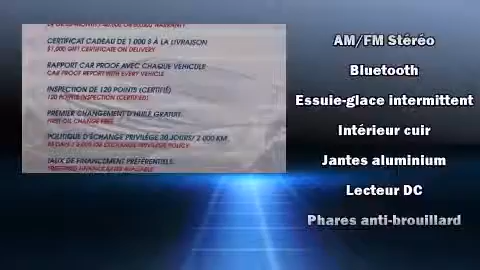 CERTIFICAT CADEAU DE 1 000 $ À LA LIVRAISON
$1,000 GIFT CERTIFICATE ON DELIVERY
RAPPORT CAR PROOF AVEC CHAQUE VEHICULE
CAR PROOF REPORT WITH EVERY VEHICLE
INSPECTION DE 120 POINTS (CERTIFIÉ)
120 POINTS INSPECTION (CERTIFIED)
PREMIER CHANGEMENT D'HUILE GRATUIT
FIRST OIL CHANGE FREE
POLITIQUE D'ÉCHANGE PRIVILÈGE 30 JOURS/ 2 000 KM
TAUX DE FINANCEMENT PRÉFÉRENTIELS
AM/FM Stéréo
Bluetooth
Essuie-glace intermittent
Intérieur cuir
Jantes aluminium
Lecteur DC
Phares anti-brouillard